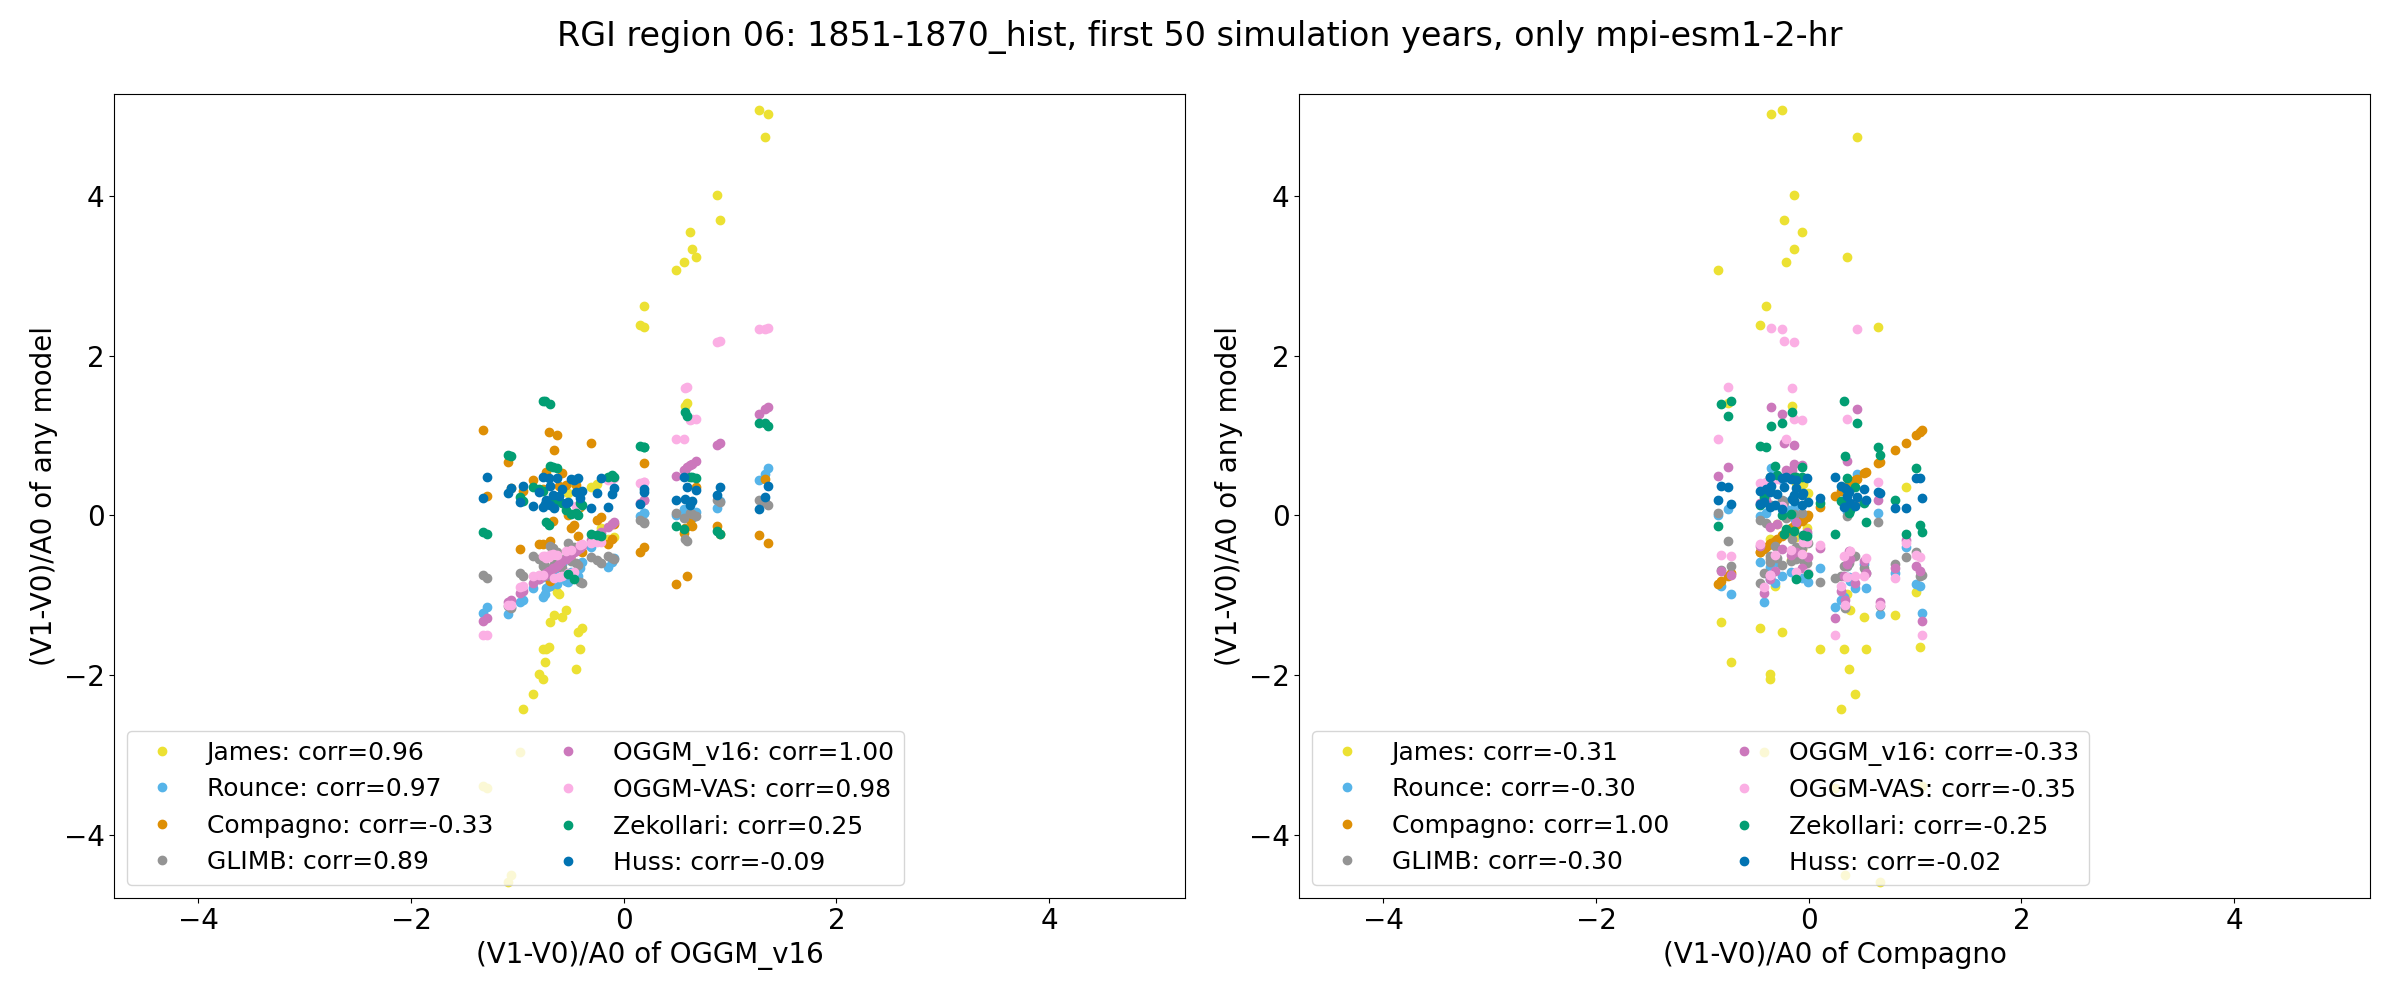 RGI region 06: 1851-1870_hist, first 50 simulation years, only mpi-esm1-2-hr
(V1-V0)/A0 of any model
4
2
0
−2
−4
James: corr=0.96
Rounce: corr=0.97
Compagno: corr=-0.33
GLIMB: corr=0.89
OGGM_v16: corr=1.00
OGGM-VAS: corr=0.98
Zekollari: corr=0.25
Huss: corr=-0.09
−4
−2
0
2
4
(V1-V0)/A0 of OGGM_v16
(V1-V0)/A0 of any model
4
2
0
−2
−4
James: corr=-0.31
Rounce: corr=-0.30
Compagno: corr=1.00
GLIMB: corr=-0.30
OGGM_v16: corr=-0.33
OGGM-VAS: corr=-0.35
Zekollari: corr=-0.25
Huss: corr=-0.02
−4
−2
0
2
4
(V1-V0)/A0 of Compagno